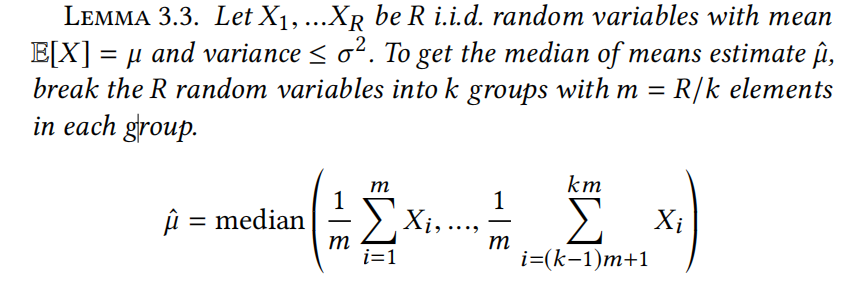 LEMMA 3.3. Let X₁, ...X_R be R i.i.d. random variables with mean
𝔼[X] = μ and variance ≤ σ². To get the median of means estimate μ̂,
break the R random variables into k groups with m = R/k elements
in each group.
μ̂ = median ( 1/m ∑_{i=1}^{m} X_i, ..., 1/m ∑_{i=(k−1)m+1}^{km} X_i )